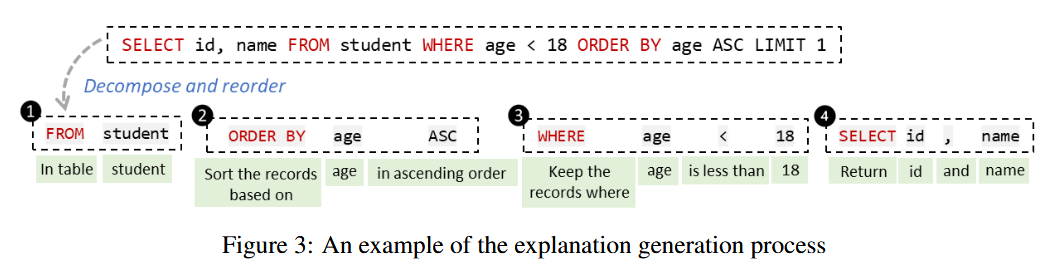 SELECT id, name FROM student WHERE age < 18 ORDER BY age ASC LIMIT 1
Decompose and reorder
1
FROM student
In table student
2
ORDER BY age ASC
Sort the records based on age in ascending order
3
WHERE age < 18
Keep the records where age is less than 18
4
SELECT id , name
Return id and name
Figure 3: An example of the explanation generation process